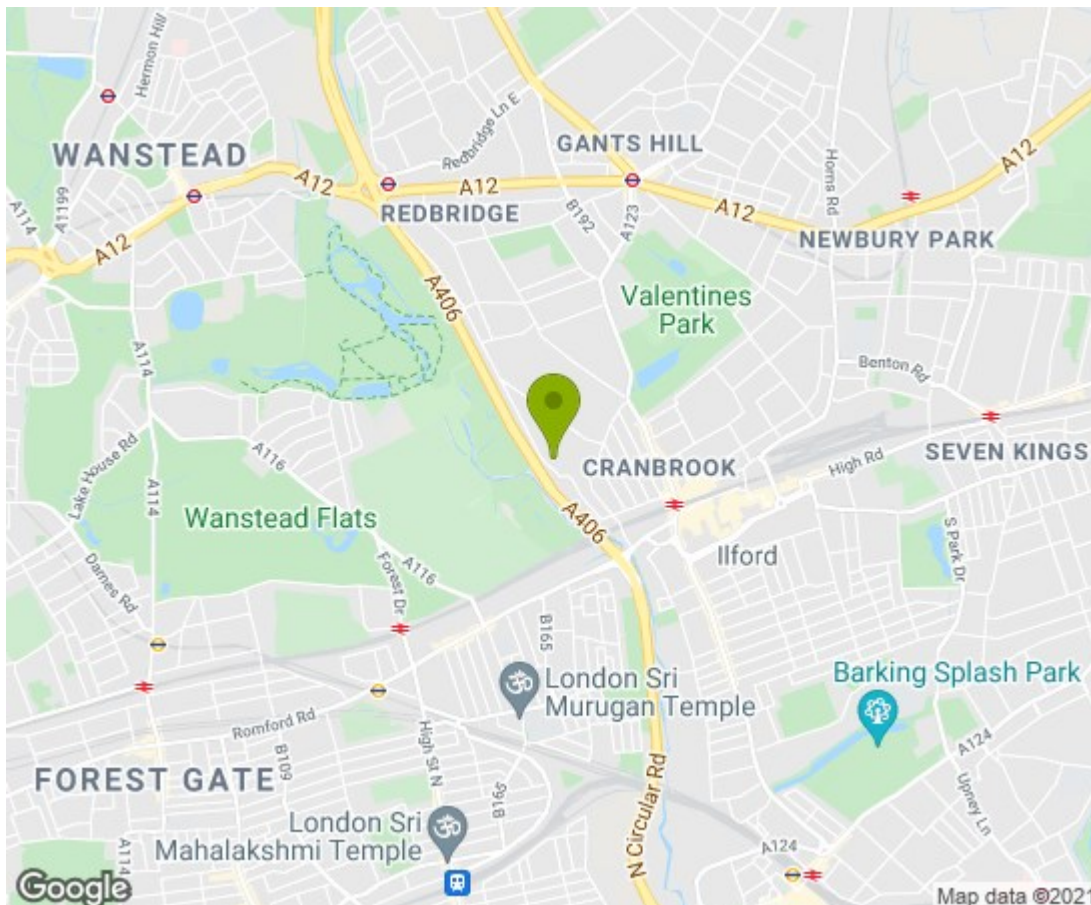 Hermon Hill
Redbridge Ln E
GANTS HILL
A12
WANSTEAD
A12
A12
A114
A1199
REDBRIDGE
B192
A123
A12
Horns Rd
NEWBURY PARK
A12
A406
Valentines
Park
A114
Benton Rd
Lake House Rd
A116
CRANBROOK
High Rd
SEVEN KINGS
A114
Wanstead Flats
A406
Ilford
S Park Dr
A116
Forest Dr
B165
London Sri
Murugan Temple
Barking Splash Park
Romford Rd
B109
High St N
A124
FOREST GATE
B165
Upney Ln
London Sri
Mahalakshmi Temple
N Circular Rd
A114
A124
Google
Map data ©2021